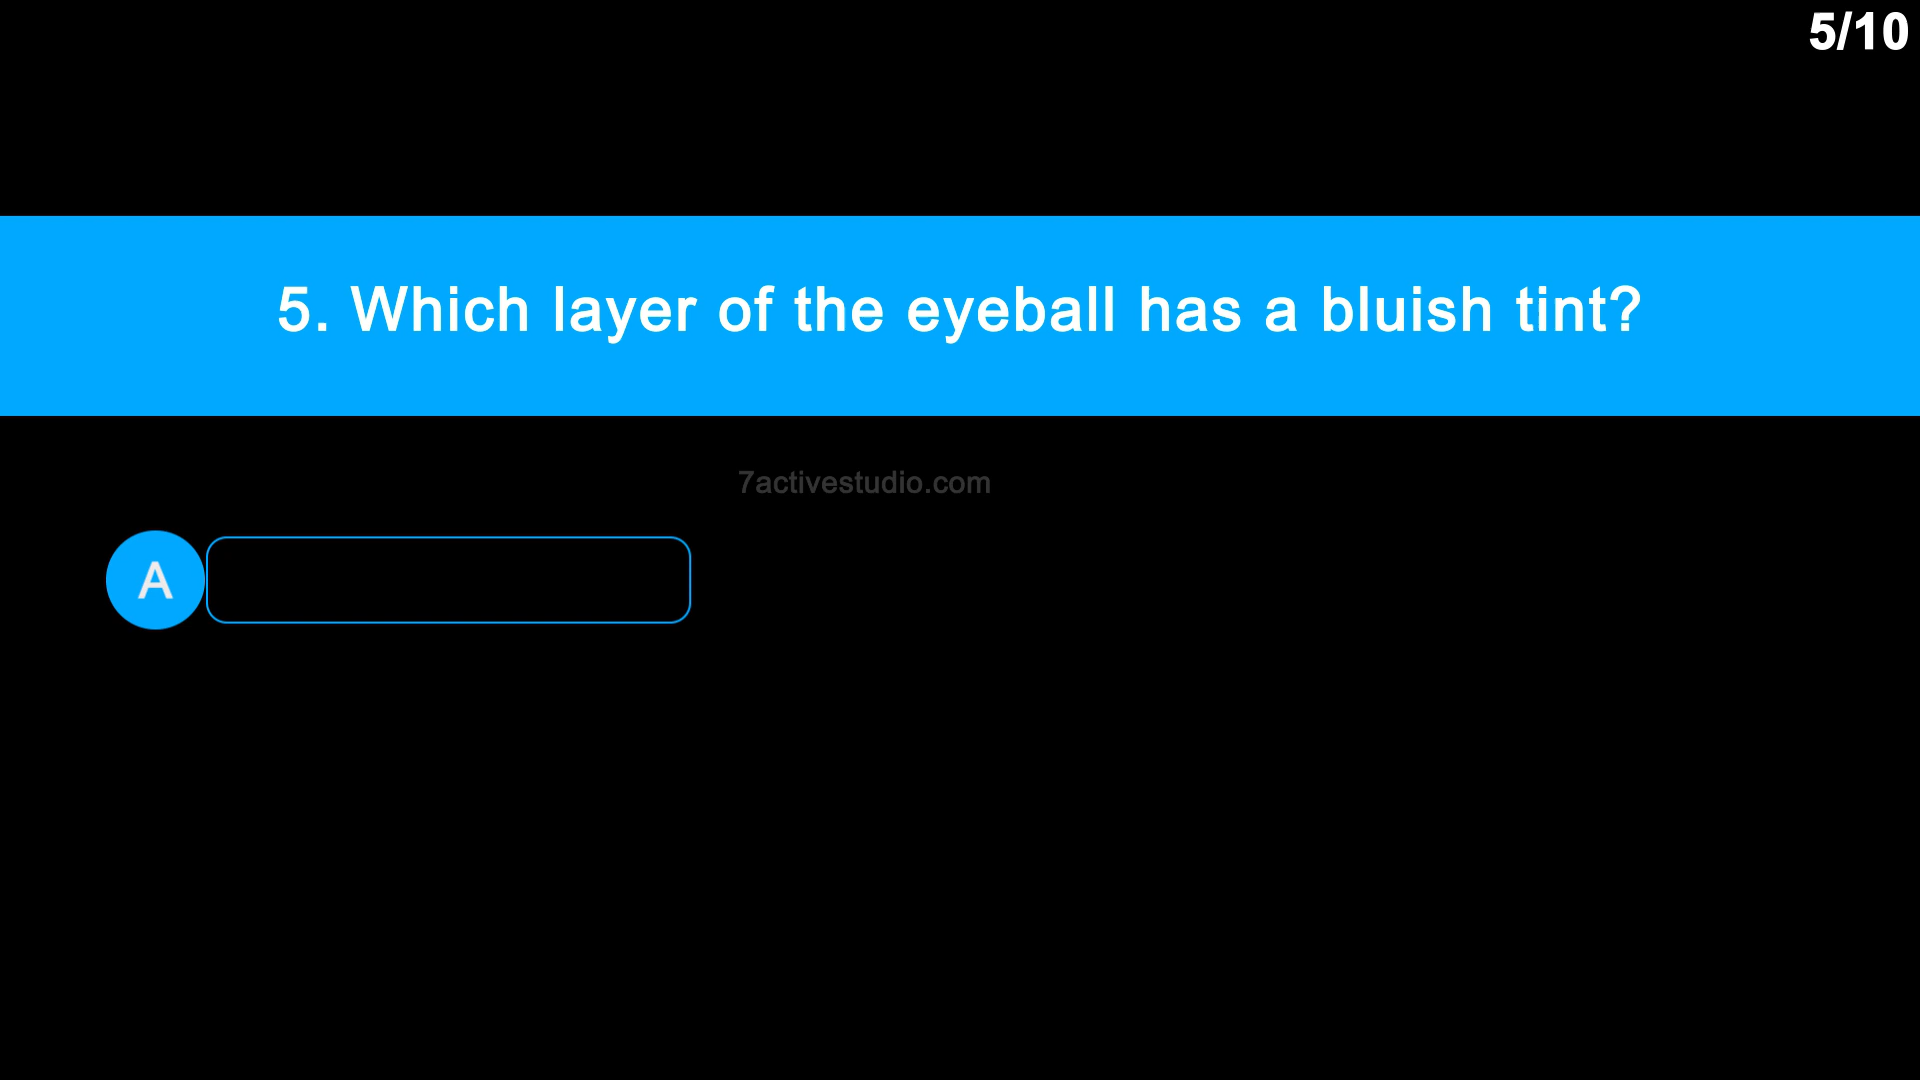 5/10
5. Which layer of the eyeball has a bluish tint?
7activestudio.com
A